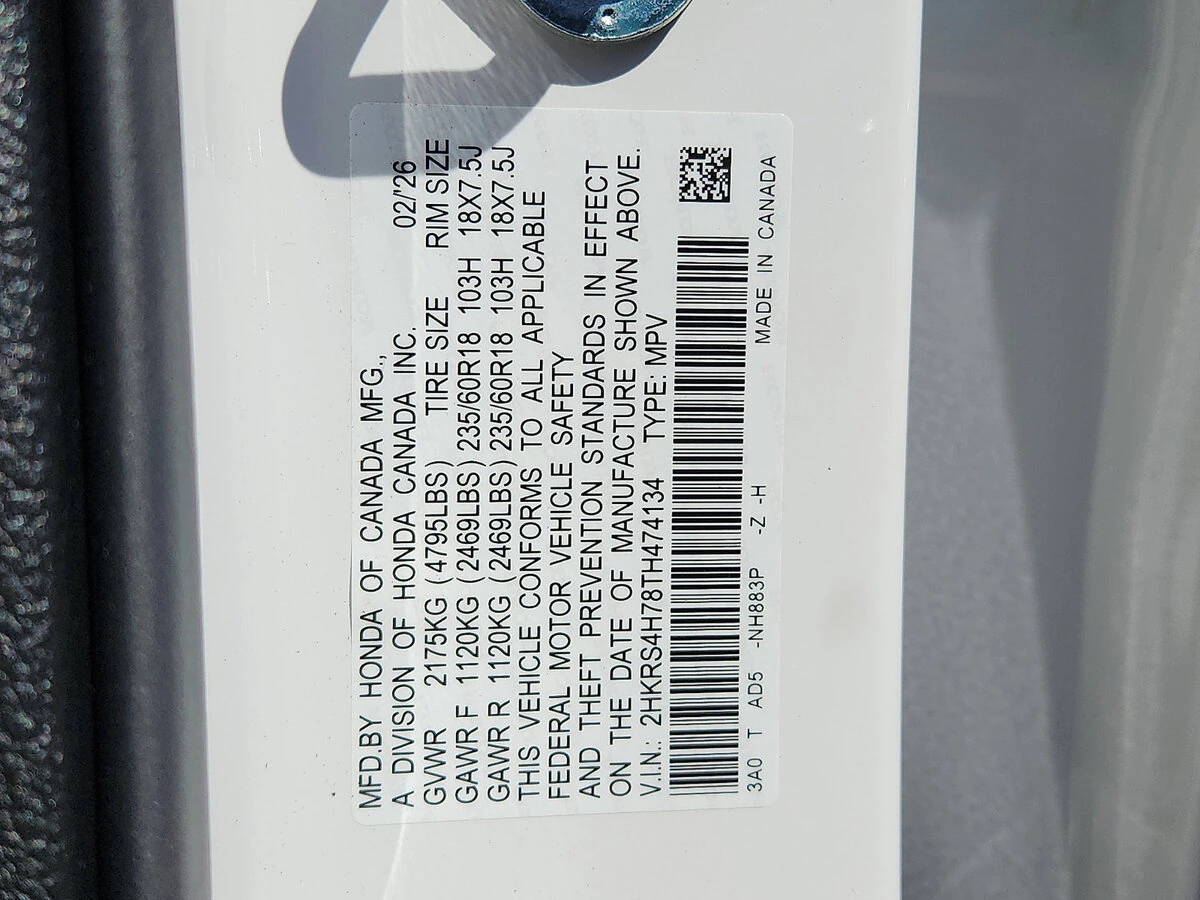 MFD.BY HONDA OF CANADA MFG.,
A DIVISION OF HONDA CANADA INC. 02/'26
GVWR 2175KG (4795LBS) TIRE SIZE RIM SIZE
GAWR F 1120KG (2469LBS) 235/60R18 103H 18X7.5J
GAWR R 1120KG (2469LBS) 235/60R18 103H 18X7.5J
THIS VEHICLE CONFORMS TO ALL APPLICABLE
FEDERAL MOTOR VEHICLE SAFETY
AND THEFT PREVENTION STANDARDS IN EFFECT
ON THE DATE OF MANUFACTURE SHOWN ABOVE.
V.I.N.: 2HKRS4H78TH474134 TYPE: MPV
3A0 T AD5 -NH883P -Z -H MADE IN CANADA